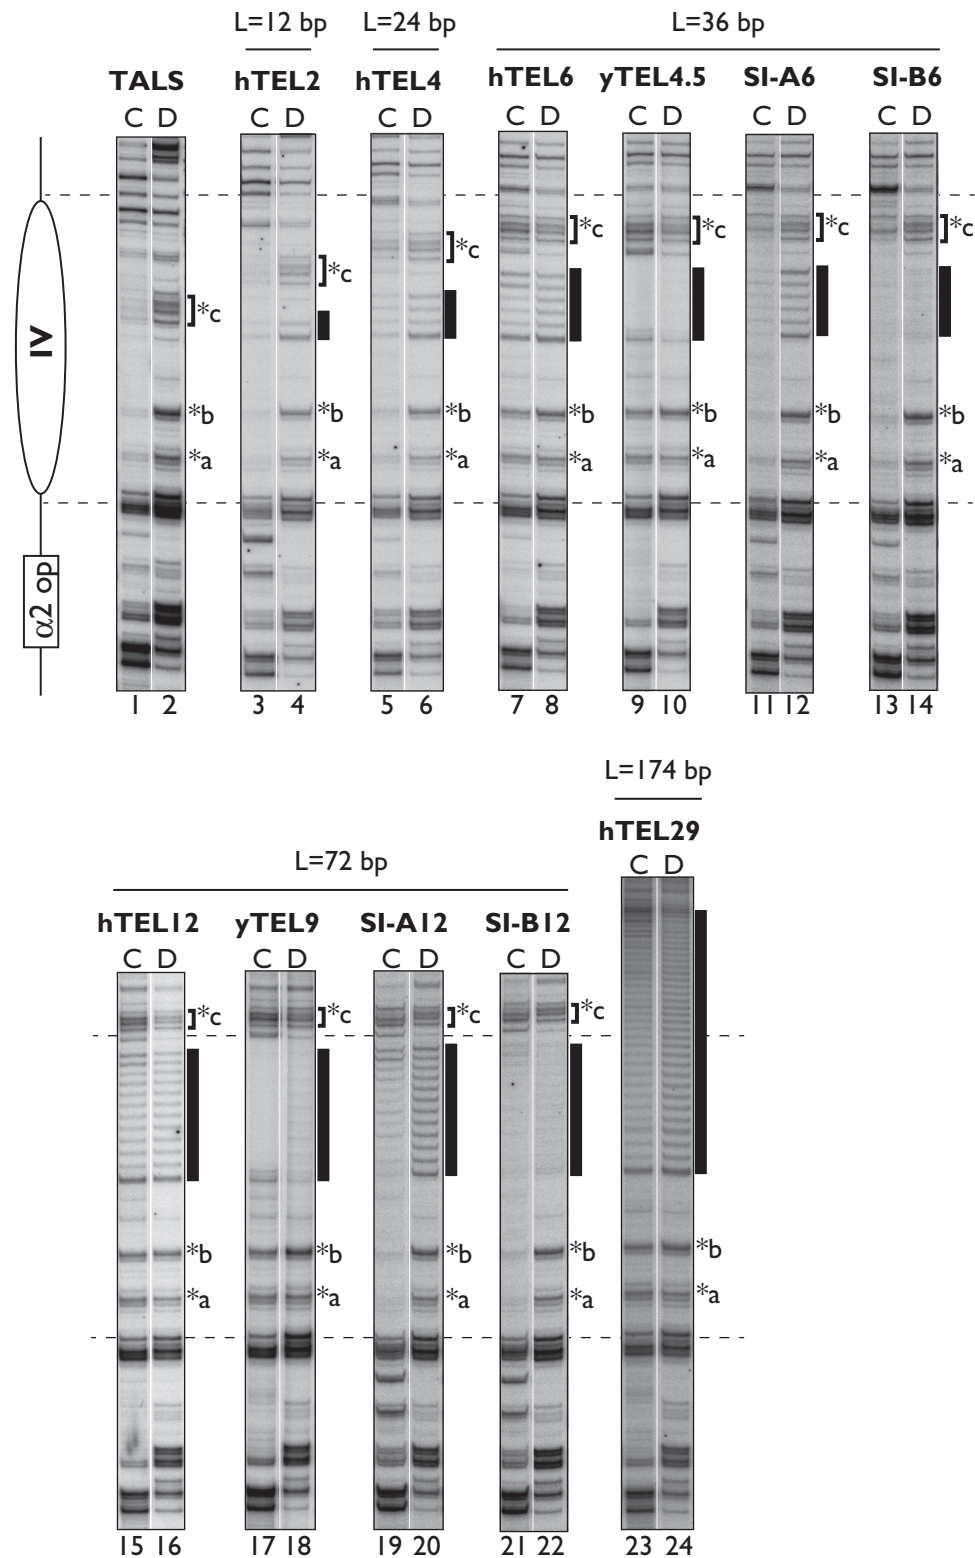 L=12 bp L=24 bp L=36 bp
TALS hTEL2 hTEL4 hTEL6 yTEL4.5 SI-A6 SI-B6
C D C D C D C D C D C D C D
*c *c *c *c *c *c *c
IV
*b *b *b *b *b *b *b
*a *a *a *a *a *a *a
α2 op
1 2 3 4 5 6 7 8 9 10 11 12 13 14
L=174 bp
hTEL29
L=72 bp
C D
hTEL12 yTEL9 SI-A12 SI-B12
C D C D C D C D
*c *c *c *c
*b *b *b *b *b
*a *a *a *a *a
15 16 17 18 19 20 21 22 23 24